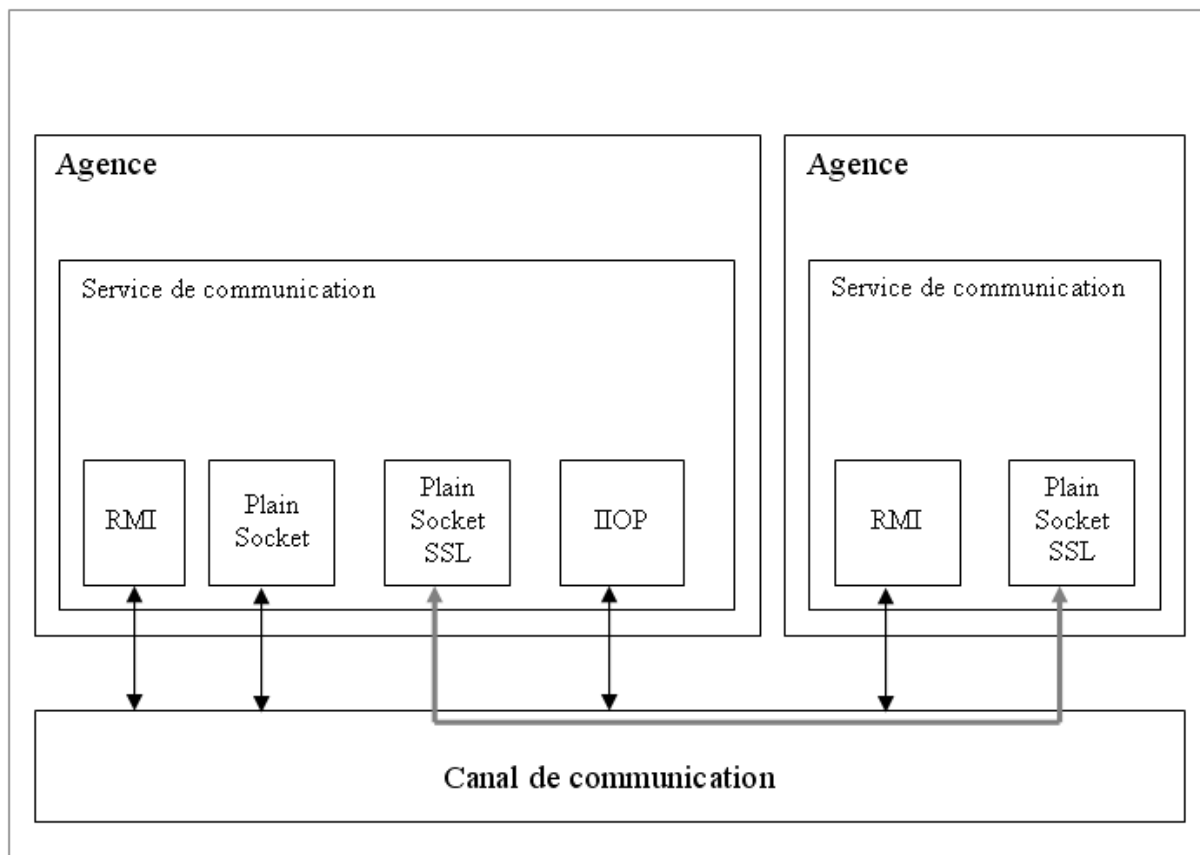 Agence
Agence
Service de communication
Service de communication
RMI
Plain
Socket
Plain
Socket
SSL
IIOP
RMI
Plain
Socket
SSL
Canal de communication